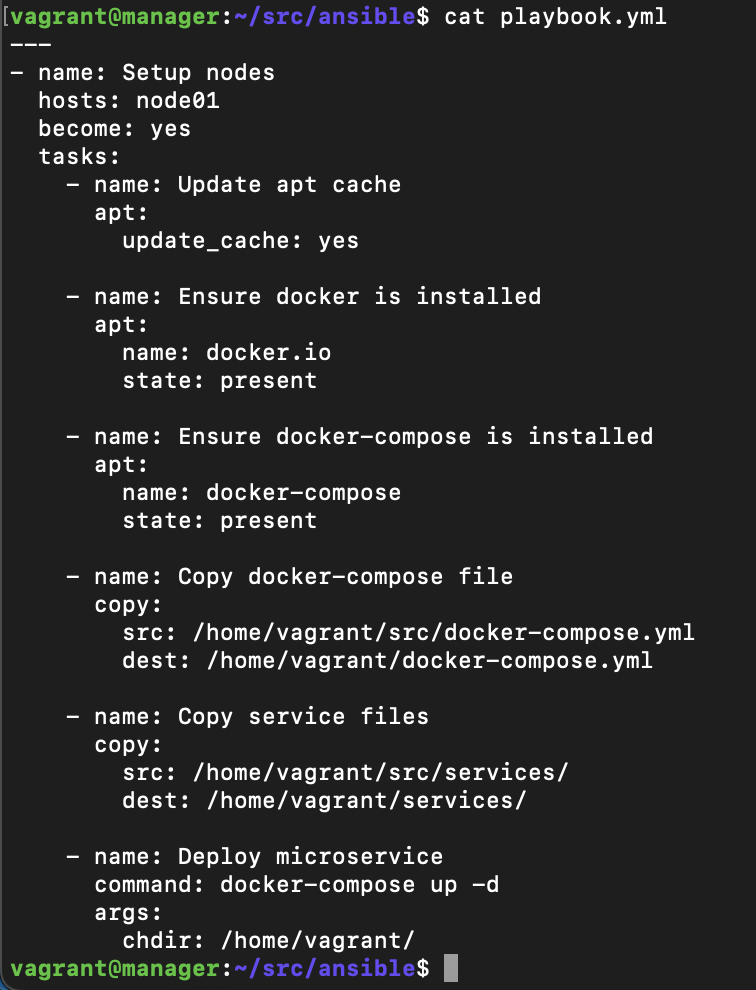 [vagrant@manager:~/src/ansible$ cat playbook.yml
---
- name: Setup nodes
  hosts: node01
  become: yes
  tasks:
    - name: Update apt cache
      apt:
        update_cache: yes

    - name: Ensure docker is installed
      apt:
        name: docker.io
        state: present

    - name: Ensure docker-compose is installed
      apt:
        name: docker-compose
        state: present

    - name: Copy docker-compose file
      copy:
        src: /home/vagrant/src/docker-compose.yml
        dest: /home/vagrant/docker-compose.yml

    - name: Copy service files
      copy:
        src: /home/vagrant/src/services/
        dest: /home/vagrant/services/

    - name: Deploy microservice
      command: docker-compose up -d
      args:
        chdir: /home/vagrant/
vagrant@manager:~/src/ansible$